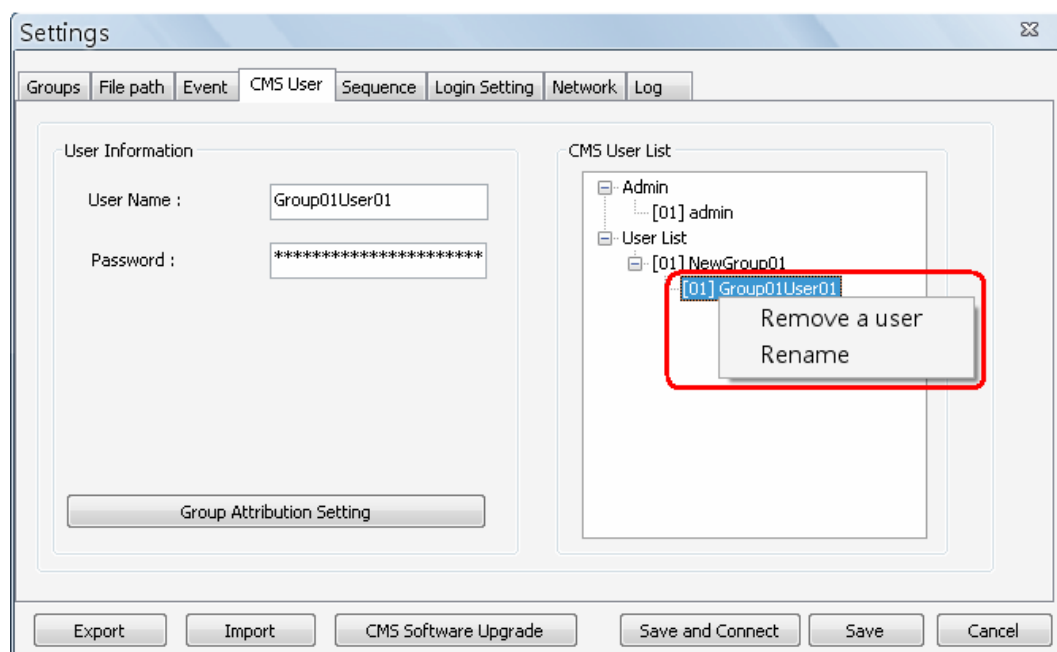 Settings
Groups File path Event CMS User Sequence Login Setting Network Log
User Information
User Name :
Group01User01
Password :
**********************
Group Attribution Setting
CMS User List
Admin
[01] admin
User List
[01] NewGroup01
[01] Group01User01
Remove a user
Rename
Export Import CMS Software Upgrade Save and Connect Save Cancel